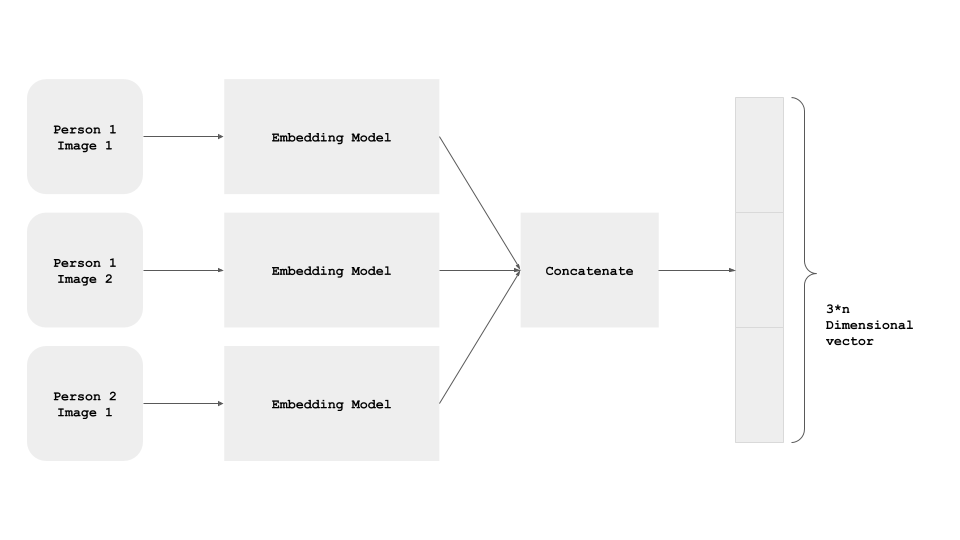 Person 1
Image 1
Embedding Model
Person 1
Image 2
Embedding Model
Concatenate
Person 2
Image 1
Embedding Model
3*n
Dimensional
vector